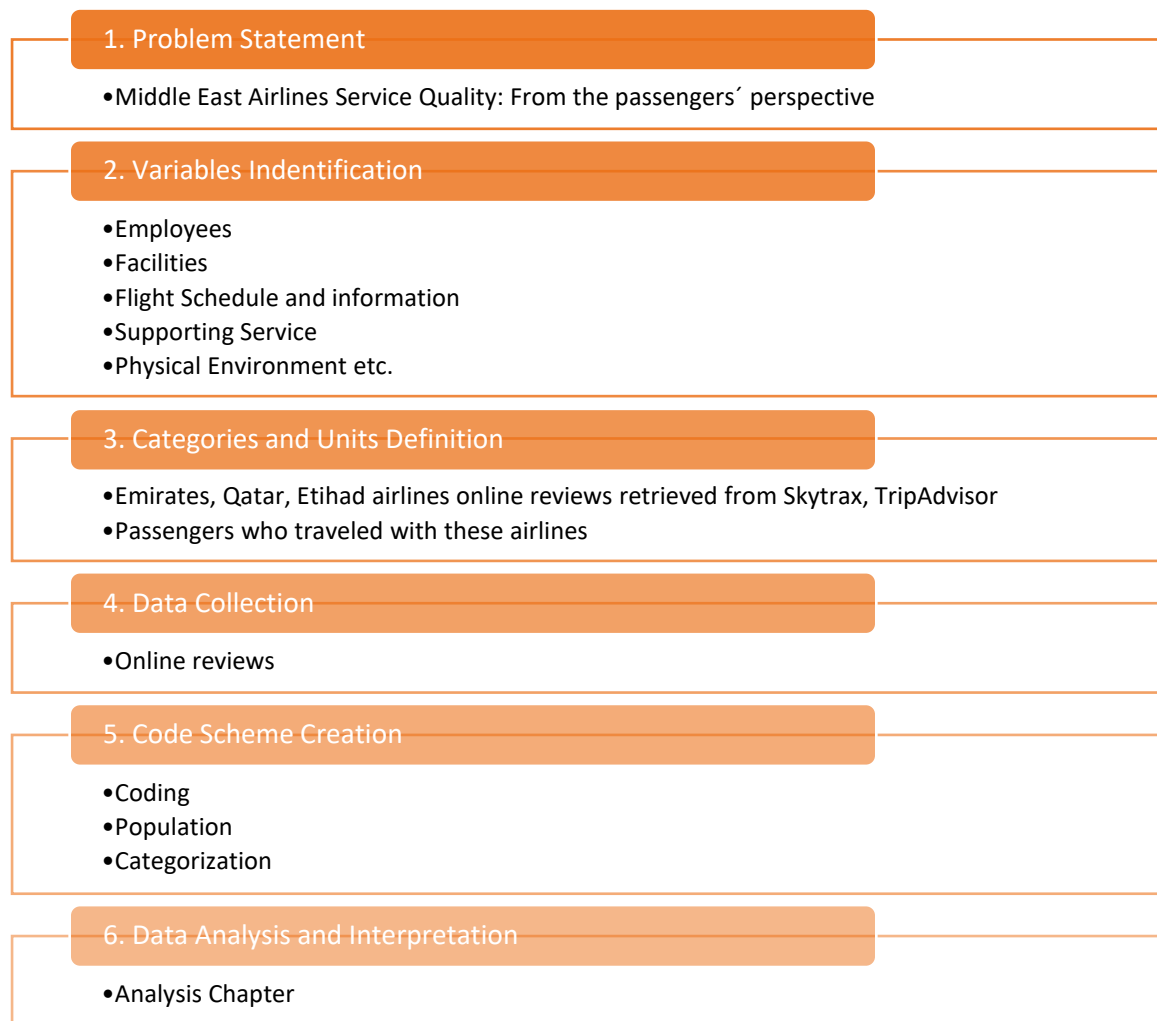 1. Problem Statement
•Middle East Airlines Service Quality: From the passengers´ perspective
2. Variables Indentification
•Employees
•Facilities
•Flight Schedule and information
•Supporting Service
•Physical Environment etc.
3. Categories and Units Definition
•Emirates, Qatar, Etihad airlines online reviews retrieved from Skytrax, TripAdvisor
•Passengers who traveled with these airlines
4. Data Collection
•Online reviews
5. Code Scheme Creation
•Coding
•Population
•Categorization
6. Data Analysis and Interpretation
•Analysis Chapter